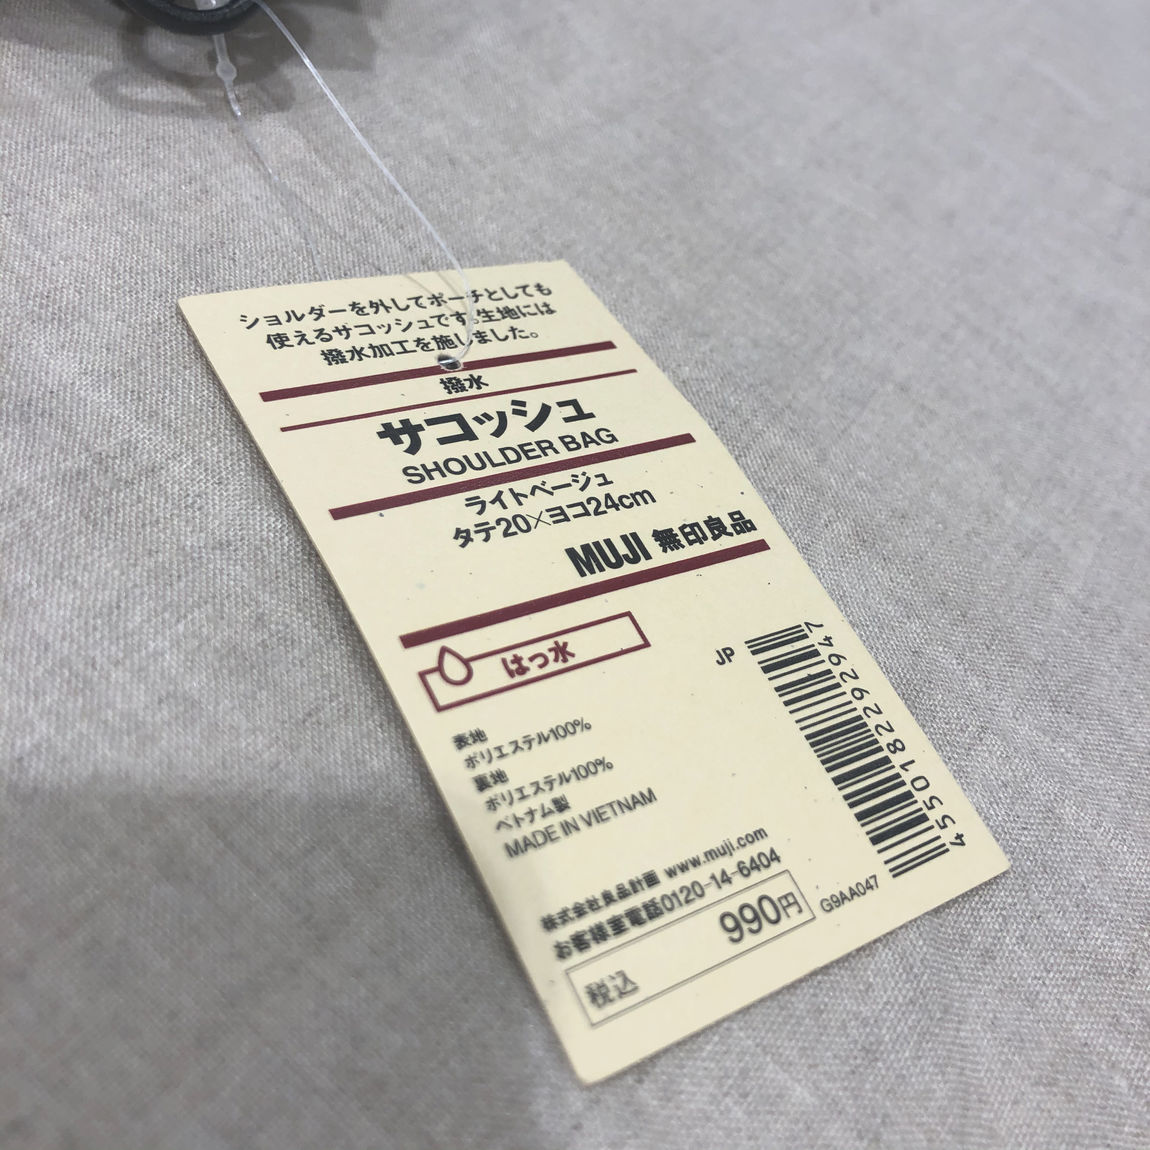 ショルダーを外してポーチとしても
使えるサコッシュです。生地には
撥水加工を施しました。
撥水
サコッシュ
SHOULDER BAG
ライトベージュ
タテ20×ヨコ24cm
MUJI 無印良品
はっ水
表地
ポリエステル100%
裏地
ポリエステル100%
ベトナム製
MADE IN VIETNAM
株式会社良品計画 www.muji.com
お客様室電話0120-14-6404
990円
税込
JP
4550182292947
G9AA047